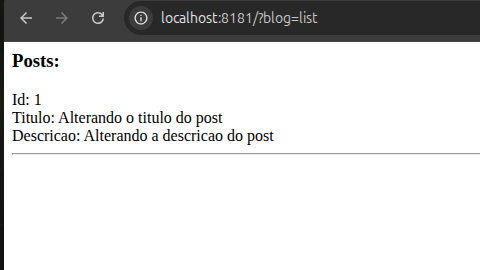 localhost:8181/?blog=list
Posts:
Id: 1
Titulo: Alterando o titulo do post
Descricao: Alterando a descricao do post